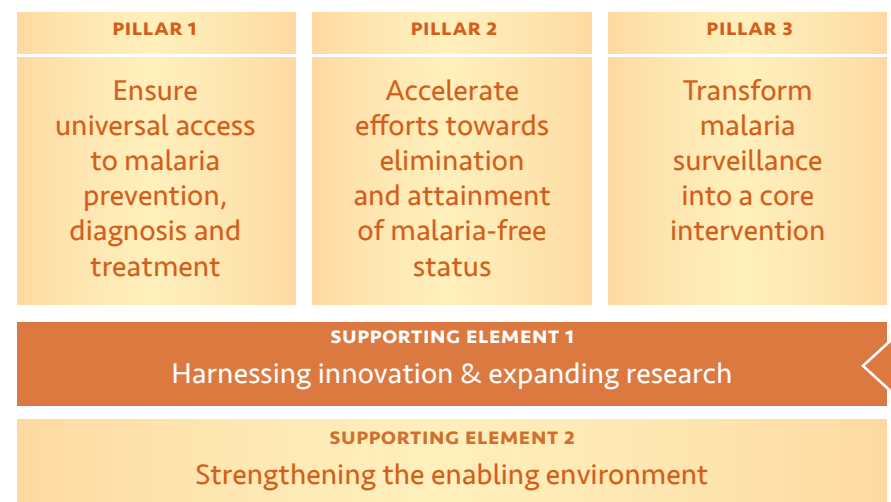 PILLAR 1
Ensure
universal access
to malaria
prevention,
diagnosis and
treatment
PILLAR 2
Accelerate
efforts towards
elimination
and attainment
of malaria-free
status
PILLAR 3
Transform
malaria
surveillance
into a core
intervention
SUPPORTING ELEMENT 1
Harnessing innovation & expanding research
SUPPORTING ELEMENT 2
Strengthening the enabling environment